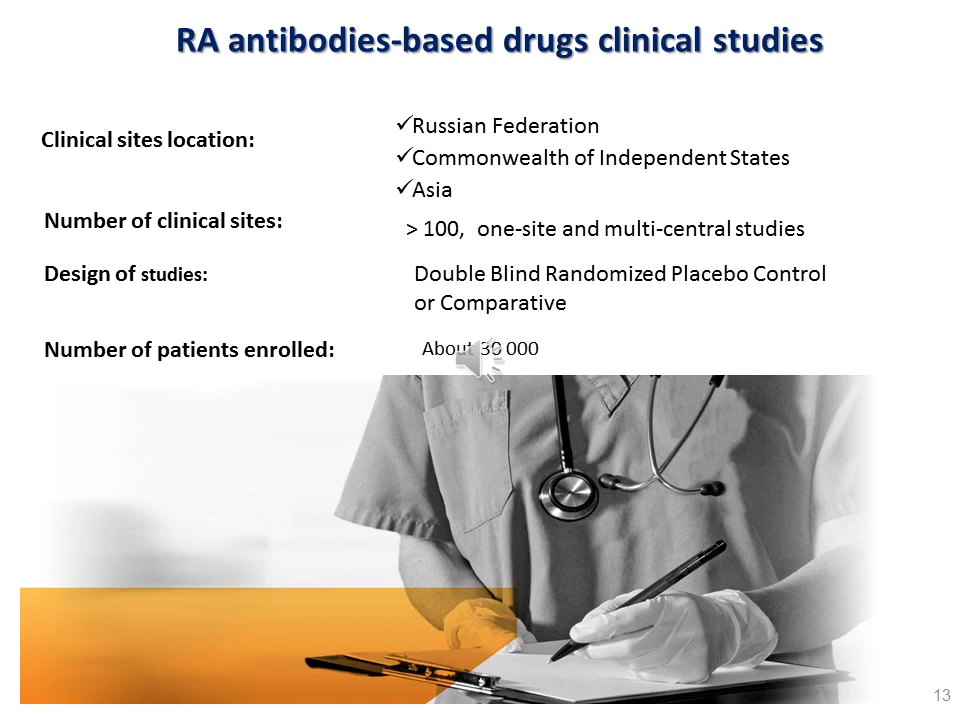 RA antibodies-based drugs clinical studies
Clinical sites location:
✓Russian Federation
✓Commonwealth of Independent States
✓Asia
Number of clinical sites:
> 100, one-site and multi-central studies
Design of studies:
Double Blind Randomized Placebo Control
or Comparative
Number of patients enrolled:
About 30 000
13